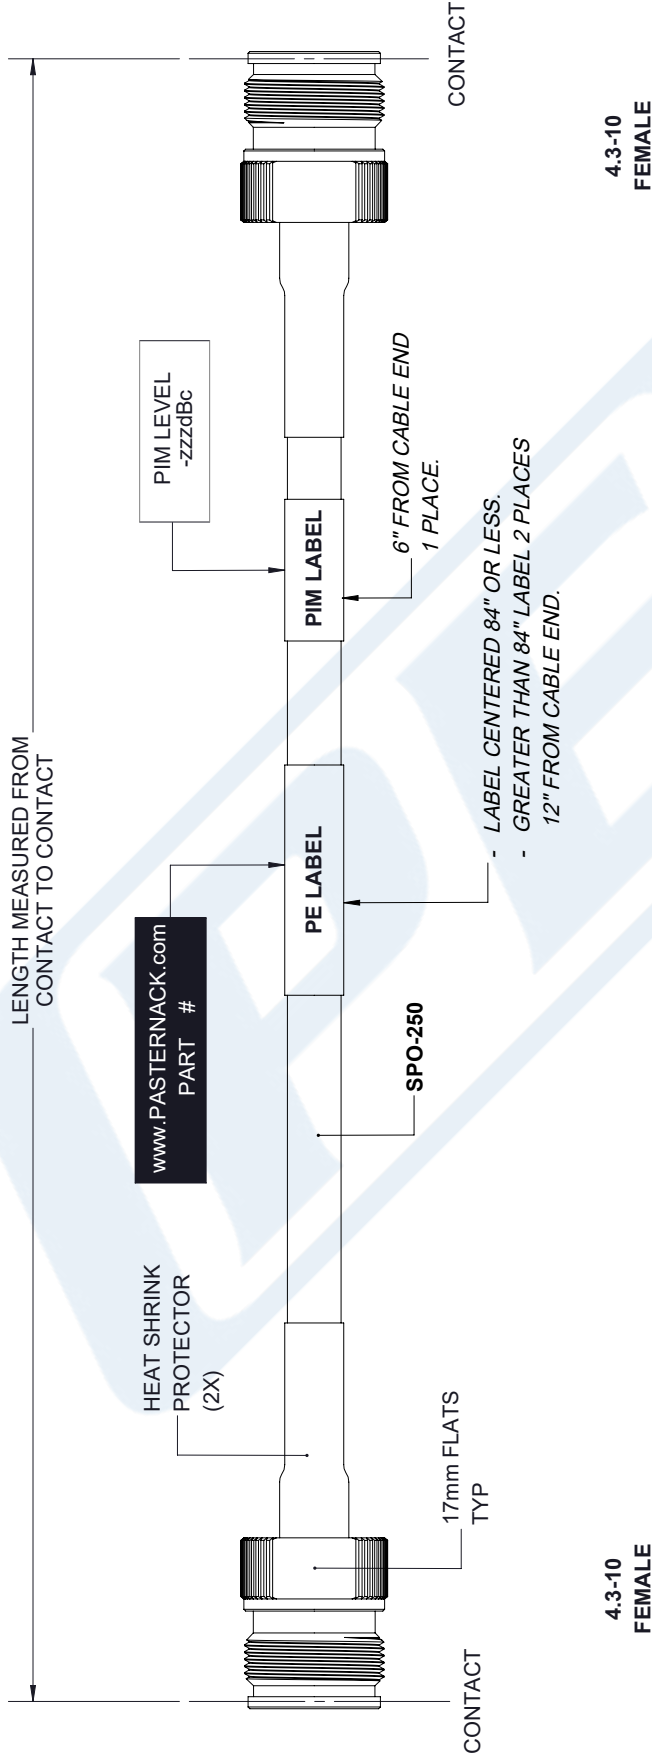 LENGTH MEASURED FROM
CONTACT TO CONTACT
HEAT SHRINK
PROTECTOR
(2X)
www.PASTERNACK.com
PART #
PIM LEVEL
-zzzdBc
PE LABEL
PIM LABEL
17mm FLATS
TYP
SPO-250
6" FROM CABLE END
1 PLACE.
- LABEL CENTERED 84" OR LESS.
- GREATER THAN 84" LABEL 2 PLACES
12" FROM CABLE END.
CONTACT
CONTACT
4.3-10
FEMALE
4.3-10
FEMALE
PE